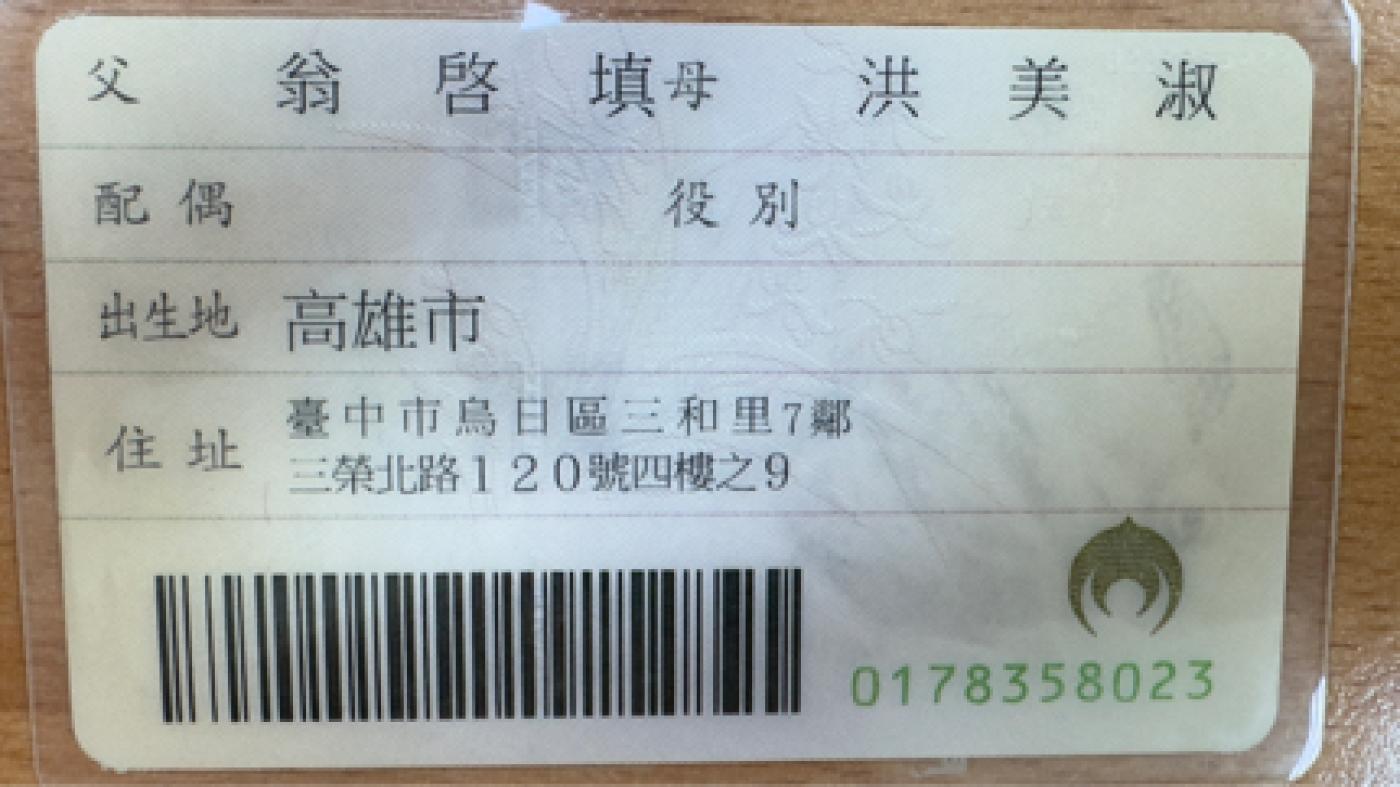 父 翁啓填 母 洪美淑
配偶 役別
出生地 高雄市
住址 臺中市烏日區三和里7鄰
三榮北路120號四樓之9
0178358023